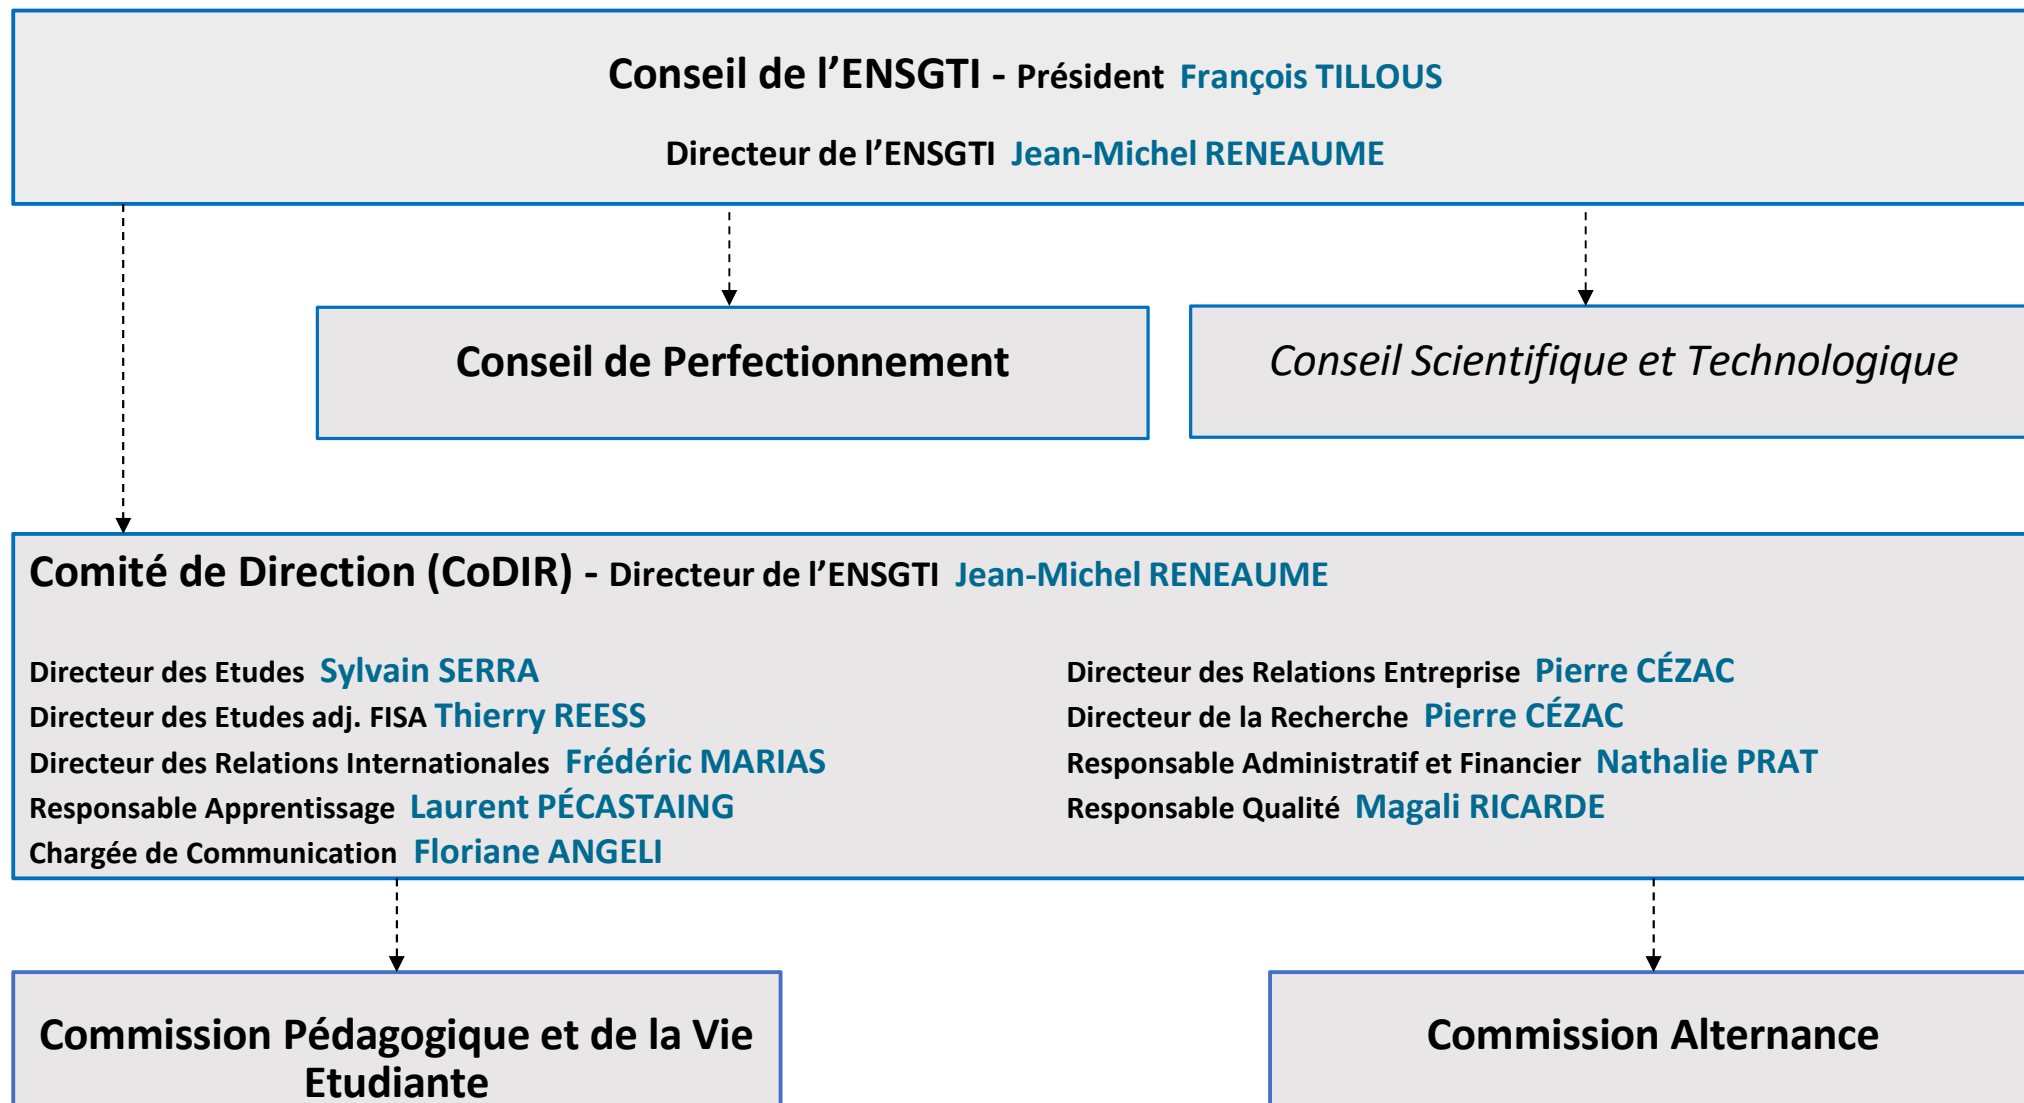 Conseil de l’ENSGTI - Président François TILLOUS
Directeur de l’ENSGTI Jean-Michel RENEAUME
Conseil de Perfectionnement
Conseil Scientifique et Technologique
Comité de Direction (CoDIR) - Directeur de l’ENSGTI Jean-Michel RENEAUME
Directeur des Etudes Sylvain SERRA
Directeur des Etudes adj. FISA Thierry REESS
Directeur des Relations Internationales Frédéric MARIAS
Responsable Apprentissage Laurent PÉCASTAING
Chargée de Communication Floriane ANGELI
Directeur des Relations Entreprise Pierre CÉZAC
Directeur de la Recherche Pierre CÉZAC
Responsable Administratif et Financier Nathalie PRAT
Responsable Qualité Magali RICARDE
Commission Pédagogique et de la Vie
Etudiante
Commission Alternance